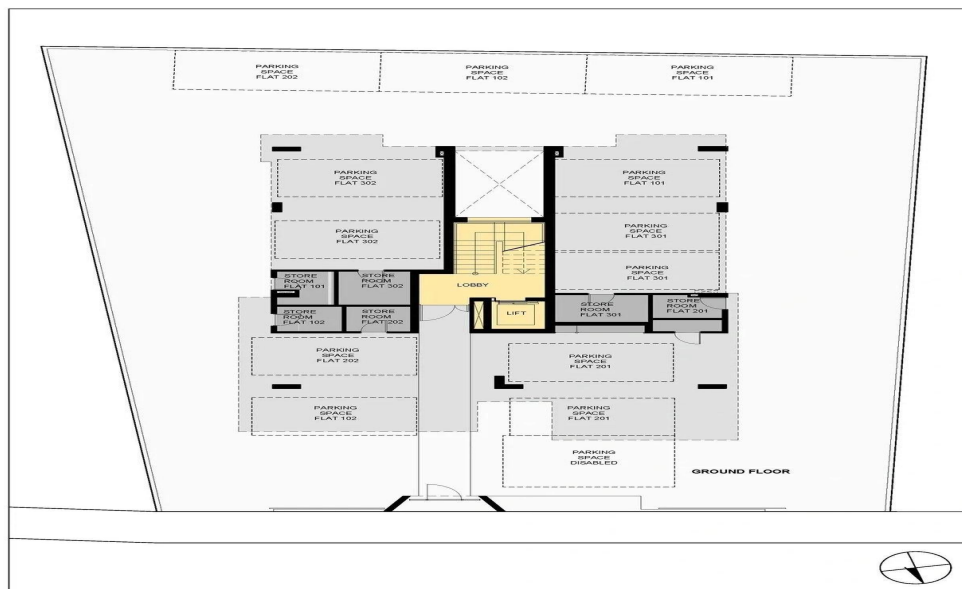 PARKING
SPACE
FLAT 202
PARKING
SPACE
FLAT 102
PARKING
SPACE
FLAT 101
PARKING
SPACE
FLAT 302
PARKING
SPACE
FLAT 101
PARKING
SPACE
FLAT 302
PARKING
SPACE
FLAT 301
PARKING
SPACE
FLAT 301
STORE
ROOM
FLAT 101
STORE
ROOM
FLAT 302
LOBBY
STORE
ROOM
FLAT 301
STORE
ROOM
FLAT 201
STORE
ROOM
FLAT 102
STORE
ROOM
FLAT 202
LIFT
PARKING
SPACE
FLAT 202
PARKING
SPACE
FLAT 201
PARKING
SPACE
FLAT 102
PARKING
SPACE
FLAT 201
PARKING
SPACE
DISABLED
GROUND FLOOR